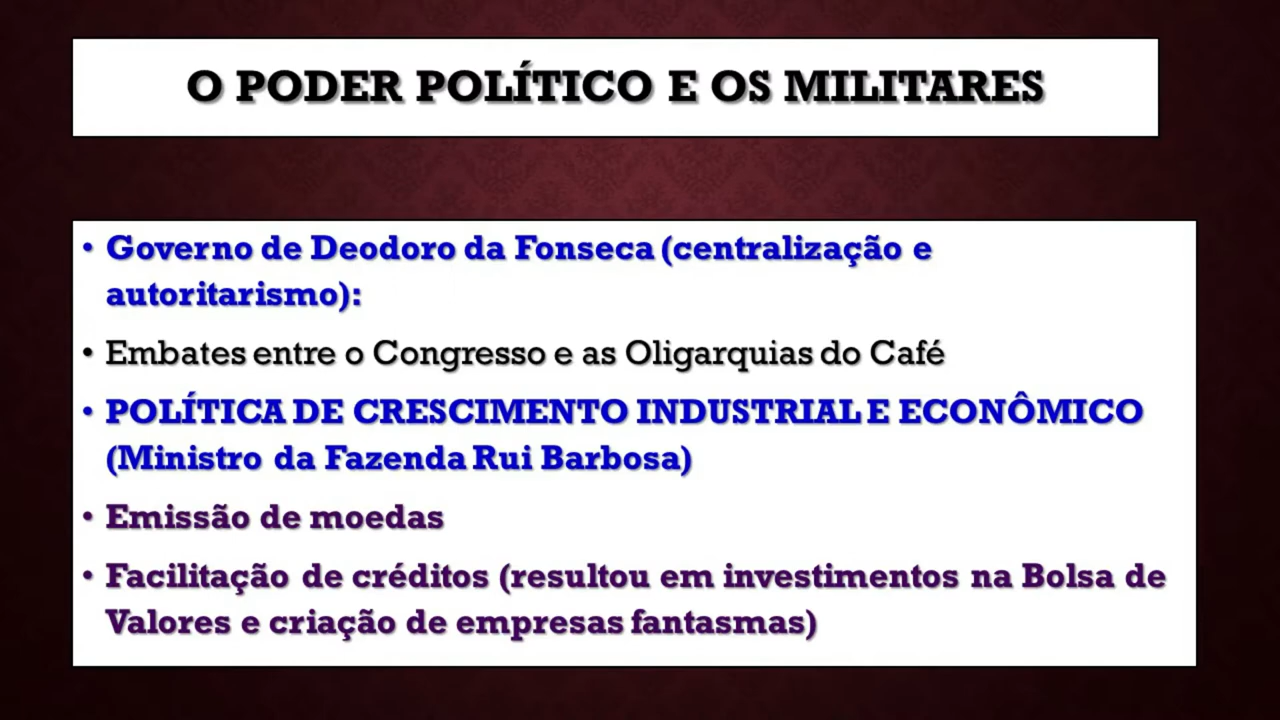 O PODER POLÍTICO E OS MILITARES
• Governo de Deodoro da Fonseca (centralização e
autoritarismo):
• Embates entre o Congresso e as Oligarquias do Café
• POLÍTICA DE CRESCIMENTO INDUSTRIAL E ECONÔMICO
(Ministro da Fazenda Rui Barbosa)
• Emissão de moedas
• Facilitação de créditos (resultou em investimentos na Bolsa de
Valores e criação de empresas fantasmas)